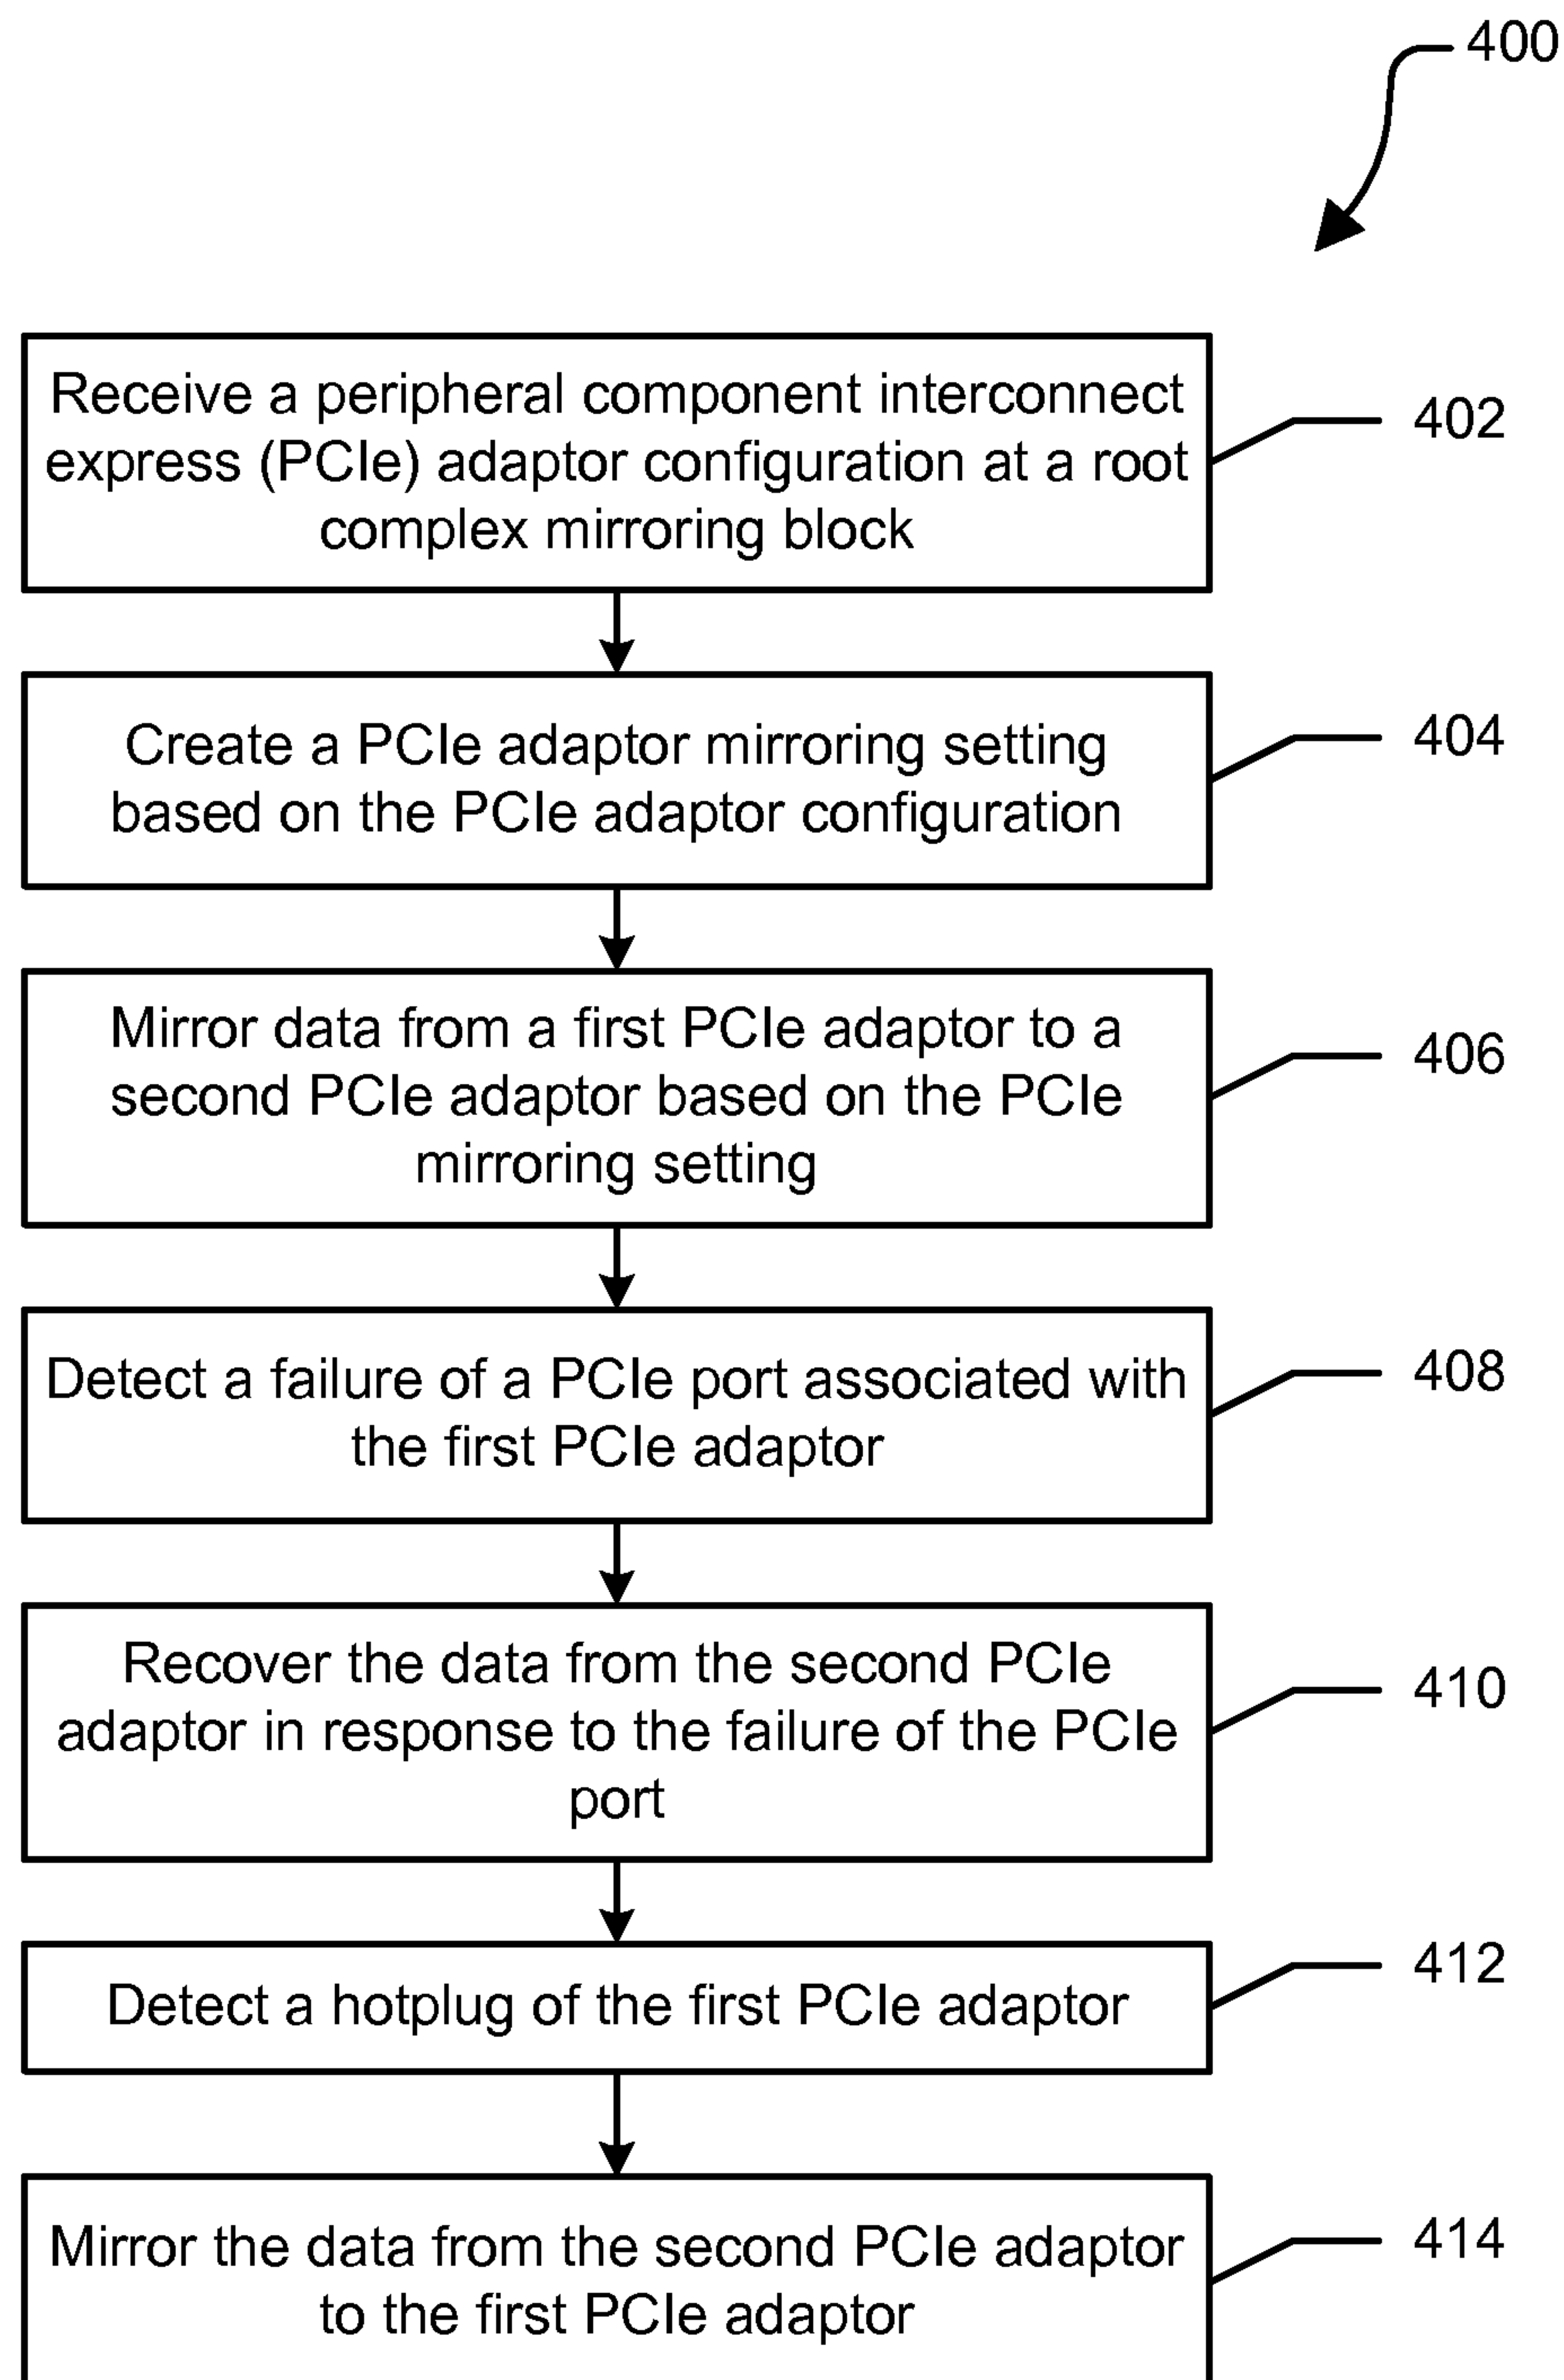 400
Receive a peripheral component interconnect
express (PCIe) adaptor configuration at a root
complex mirroring block
402
Create a PCIe adaptor mirroring setting
based on the PCIe adaptor configuration
404
Mirror data from a first PCIe adaptor to a
second PCIe adaptor based on the PCIe
mirroring setting
406
Detect a failure of a PCIe port associated with
the first PCIe adaptor
408
Recover the data from the second PCIe
adaptor in response to the failure of the PCIe
port
410
Detect a hotplug of the first PCIe adaptor
412
Mirror the data from the second PCIe adaptor
to the first PCIe adaptor
414